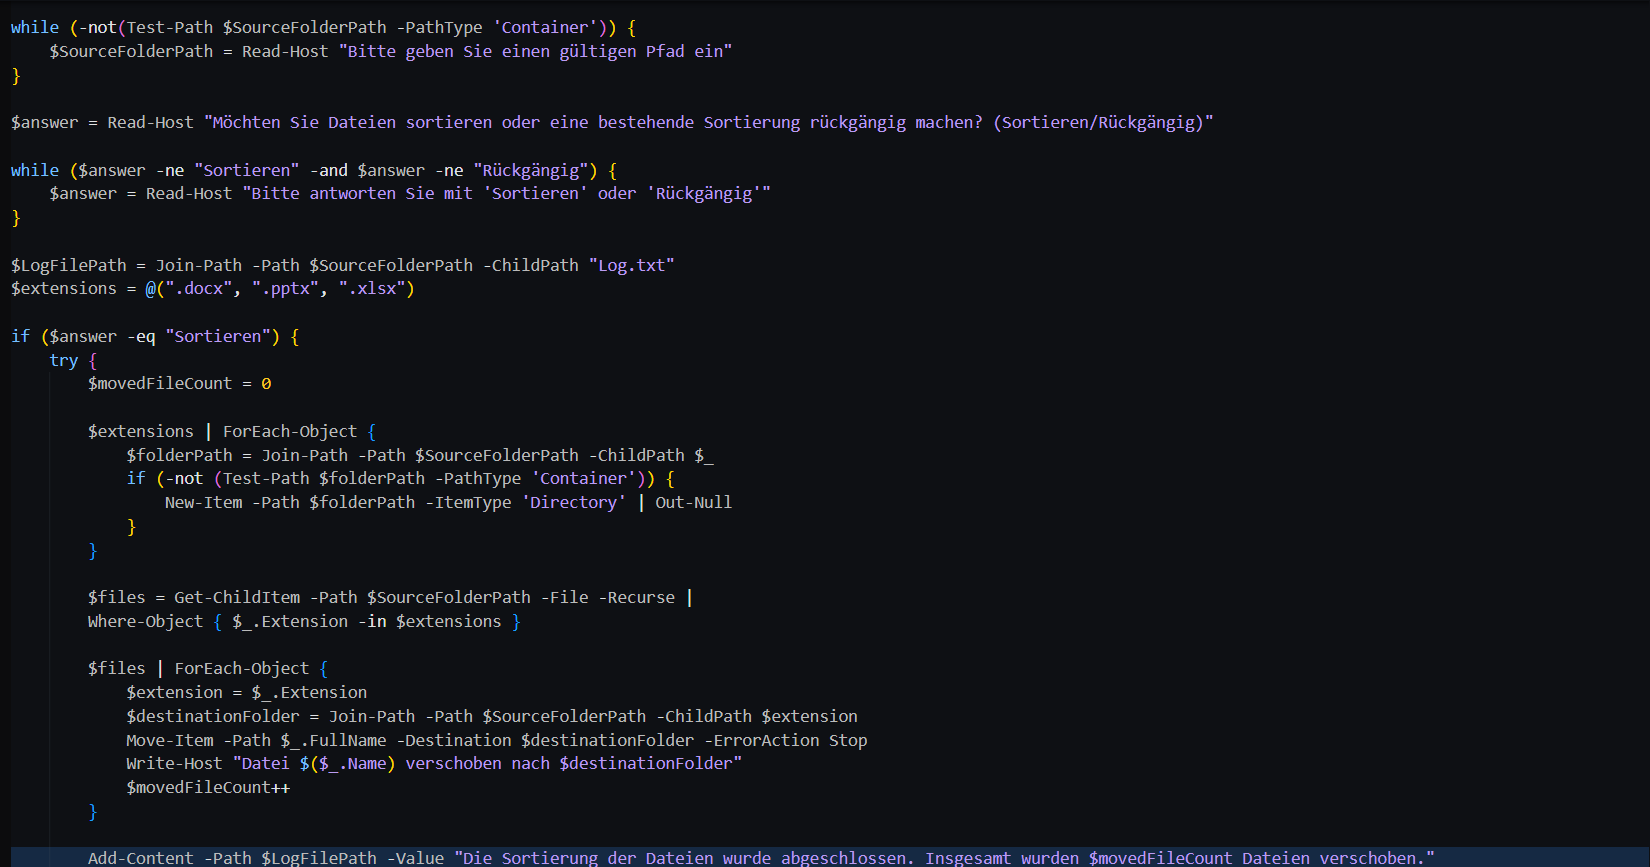 while (-not(Test-Path $SourceFolderPath -PathType 'Container')) {
    $SourceFolderPath = Read-Host "Bitte geben Sie einen gültigen Pfad ein"
}

$answer = Read-Host "Möchten Sie Dateien sortieren oder eine bestehende Sortierung rückgängig machen? (Sortieren/Rückgängig)"

while ($answer -ne "Sortieren" -and $answer -ne "Rückgängig") {
    $answer = Read-Host "Bitte antworten Sie mit 'Sortieren' oder 'Rückgängig'"
}

$LogFilePath = Join-Path -Path $SourceFolderPath -ChildPath "Log.txt"
$extensions = @(".docx", ".pptx", ".xlsx")

if ($answer -eq "Sortieren") {
    try {
        $movedFileCount = 0

        $extensions | ForEach-Object {
            $folderPath = Join-Path -Path $SourceFolderPath -ChildPath $_
            if (-not (Test-Path $folderPath -PathType 'Container')) {
                New-Item -Path $folderPath -ItemType 'Directory' | Out-Null
            }
        }

        $files = Get-ChildItem -Path $SourceFolderPath -File -Recurse |
        Where-Object { $_.Extension -in $extensions }

        $files | ForEach-Object {
            $extension = $_.Extension
            $destinationFolder = Join-Path -Path $SourceFolderPath -ChildPath $extension
            Move-Item -Path $_.FullName -Destination $destinationFolder -ErrorAction Stop
            Write-Host "Datei $($_.Name) verschoben nach $destinationFolder"
            $movedFileCount++
        }

        Add-Content -Path $LogFilePath -Value "Die Sortierung der Dateien wurde abgeschlossen. Insgesamt wurden $movedFileCount Dateien verschoben."